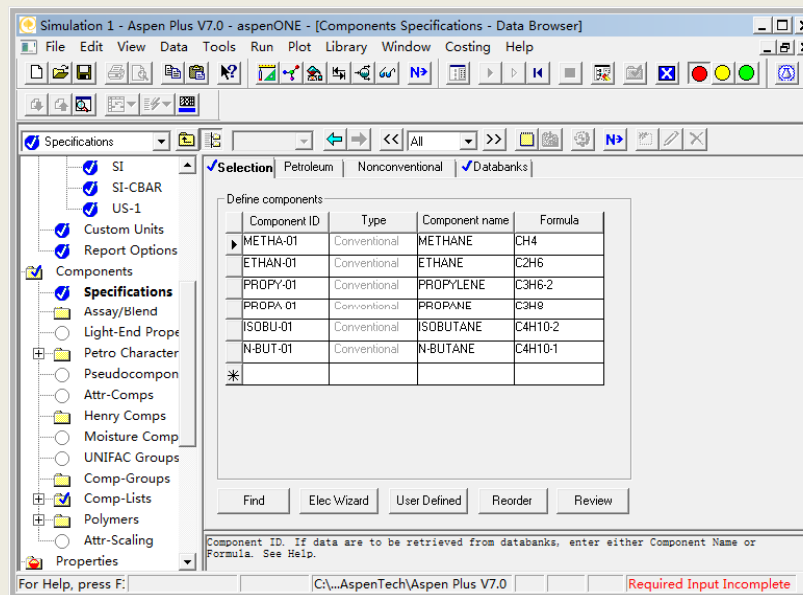 Simulation 1 - Aspen Plus V7.0 - aspenONE - [Components Specifications - Data Browser]
File Edit View Data Tools Run Plot Library Window Costing Help
N>
Specifications << All >> N>
SI
SI-CBAR
US-1
Custom Units
Report Options
Components
Specifications
Assay/Blend
Light-End Prope
Petro Character
Pseudocompon
Attr-Comps
Henry Comps
Moisture Comp
UNIFAC Groups
Comp-Groups
Comp-Lists
Polymers
Attr-Scaling
Properties
Selection Petroleum Nonconventional Databanks
Define components
Component ID Type Component name Formula
METHA-01 Conventional METHANE CH4
ETHAN-01 Conventional ETHANE C2H6
PROPY-01 Conventional PROPYLENE C3H6-2
PROPA-01 Conventional PROPANE C3H8
ISOBU-01 Conventional ISOBUTANE C4H10-2
N-BUT-01 Conventional N-BUTANE C4H10-1
Find Elec Wizard User Defined Reorder Review
Component ID. If data are to be retrieved from databanks, enter either Component Name or
Formula. See Help.
For Help, press F: C:\...AspenTech\Aspen Plus V7.0 Required Input Incomplete